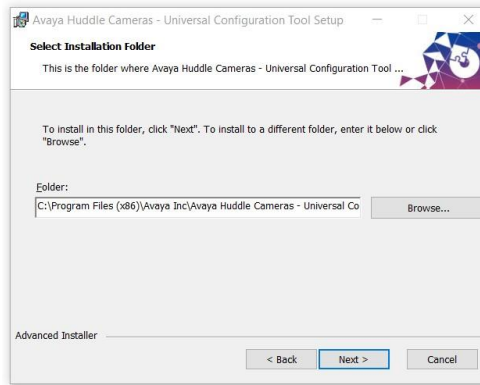 Avaya Huddle Cameras - Universal Configuration Tool Setup
Select Installation Folder
This is the folder where Avaya Huddle Cameras - Universal Configuration Tool ...
To install in this folder, click "Next". To install to a different folder, enter it below or click
"Browse".
Folder:
C:\Program Files (x86)\Avaya Inc\Avaya Huddle Cameras - Universal Co
Browse...
Advanced Installer
< Back
Next >
Cancel